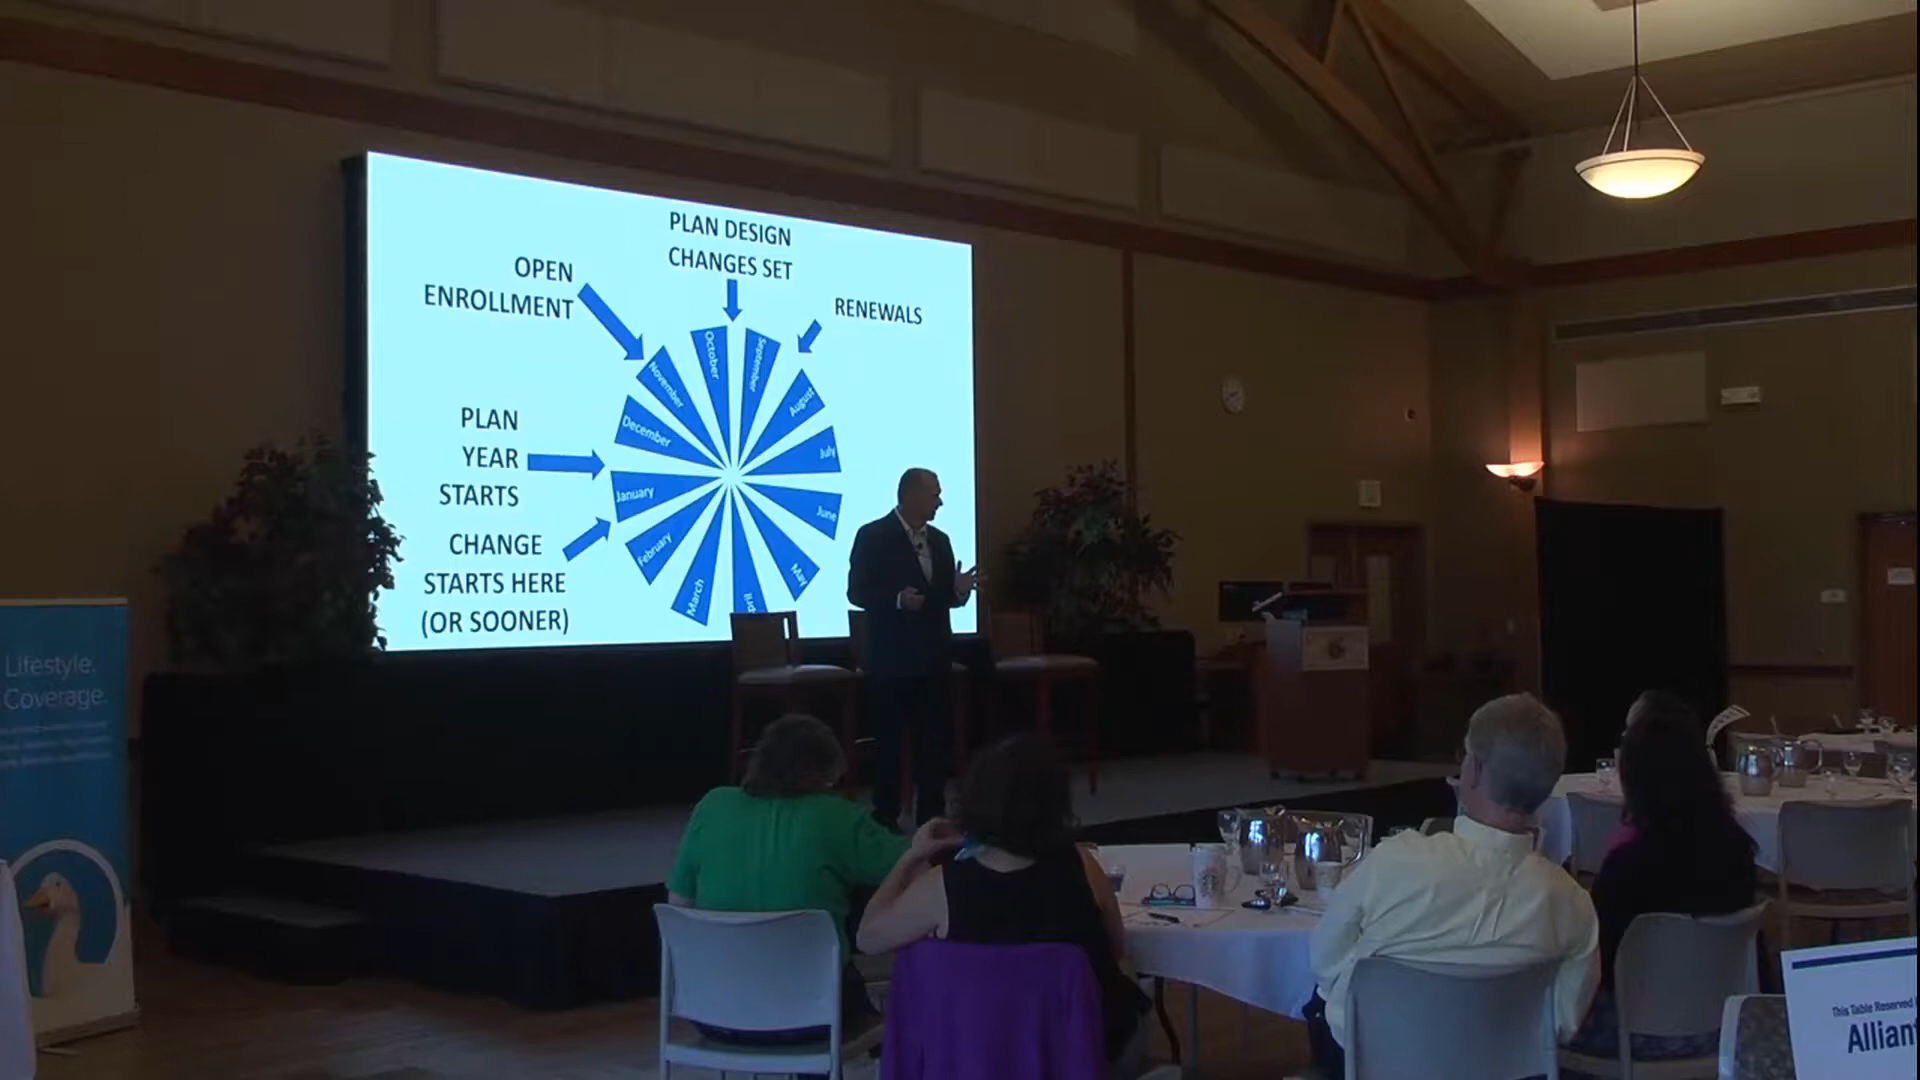 PLAN DESIGN
CHANGES SET
OPEN
ENROLLMENT
RENEWALS
October
September
November
August
December
July
PLAN
YEAR
STARTS
January
June
CHANGE
STARTS HERE
(OR SOONER)
February
May
March
pril
Lifestyle.
Coverage.
This Table Reserved
Allian